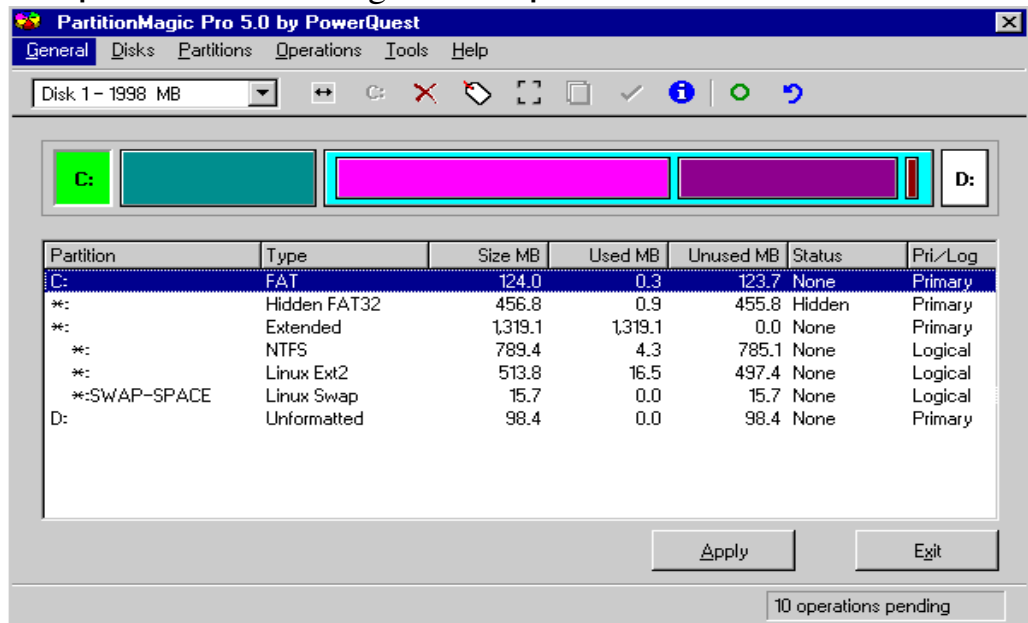 PartitionMagic Pro 5.0 by PowerQuest
General Disks Partitions Operations Tools Help
Disk 1 - 1998 MB C:
C: D:
Partition Type Size MB Used MB Unused MB Status Pri/Log
C: FAT 124.0 0.3 123.7 None Primary
*: Hidden FAT32 456.8 0.9 455.8 Hidden Primary
*: Extended 1,319.1 1,319.1 0.0 None Primary
*: NTFS 789.4 4.3 785.1 None Logical
*: Linux Ext2 513.8 16.5 497.4 None Logical
*:SWAP-SPACE Linux Swap 15.7 0.0 15.7 None Logical
D: Unformatted 98.4 0.0 98.4 None Primary
Apply Exit
10 operations pending